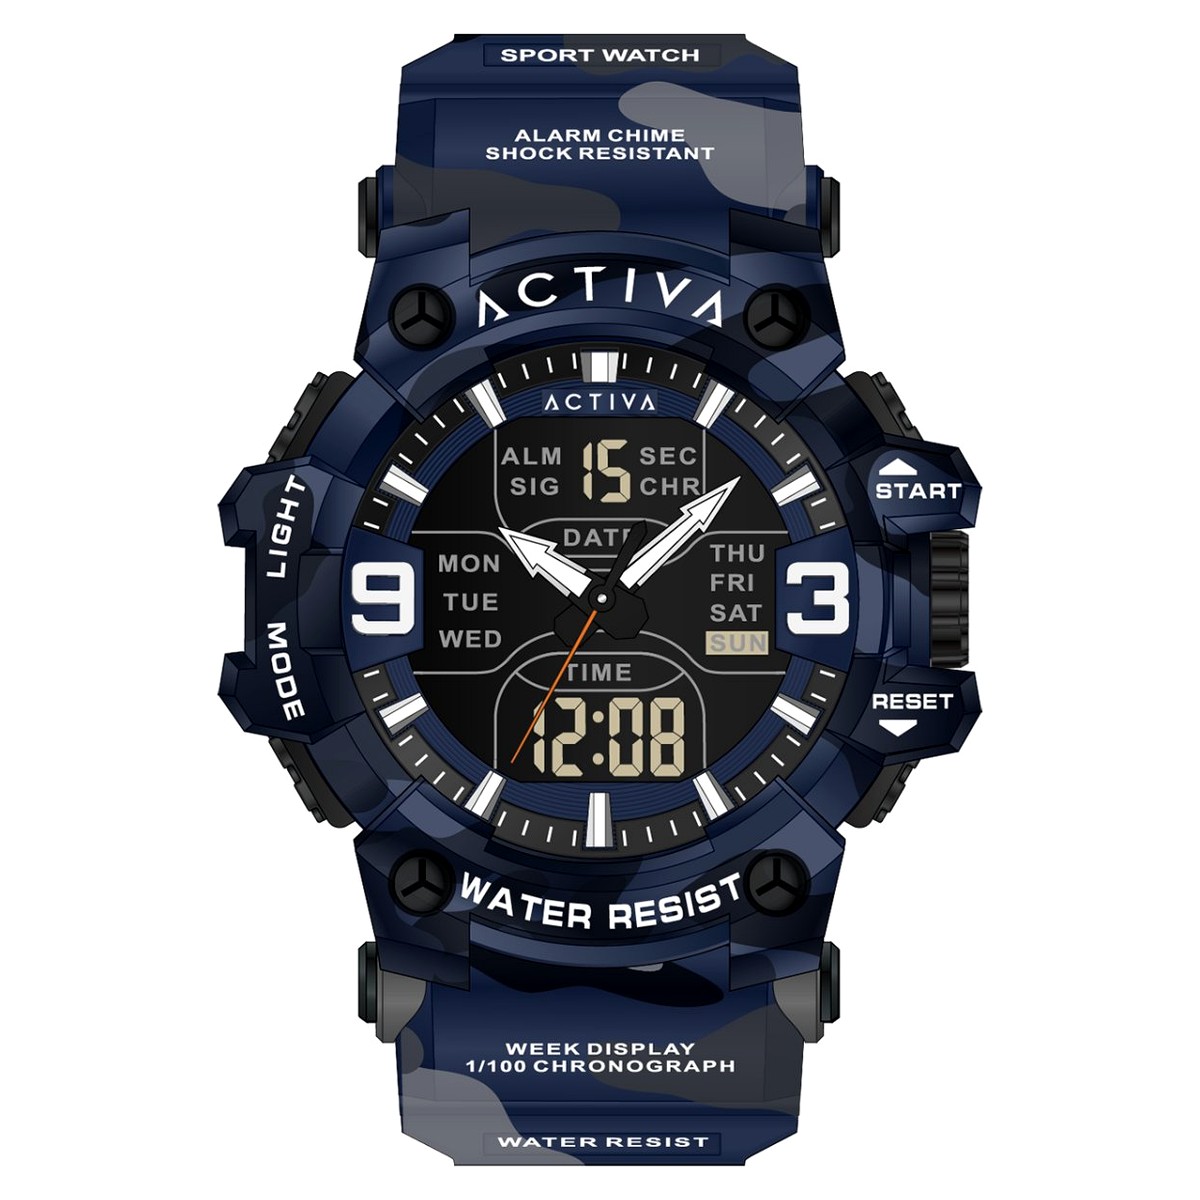 SPORT WATCH
ALARM CHIME
SHOCK RESISTANT
ACTIVA
ACTIVA
ALM 15 SEC
SIG CHR
DATE
MON
TUE
WED
THU
FRI
SAT
SUN
9
3
LIGHT
MODE
START
RESET
TIME
12:08
WATER RESIST
WEEK DISPLAY
1/100 CHRONOGRAPH
WATER RESIST